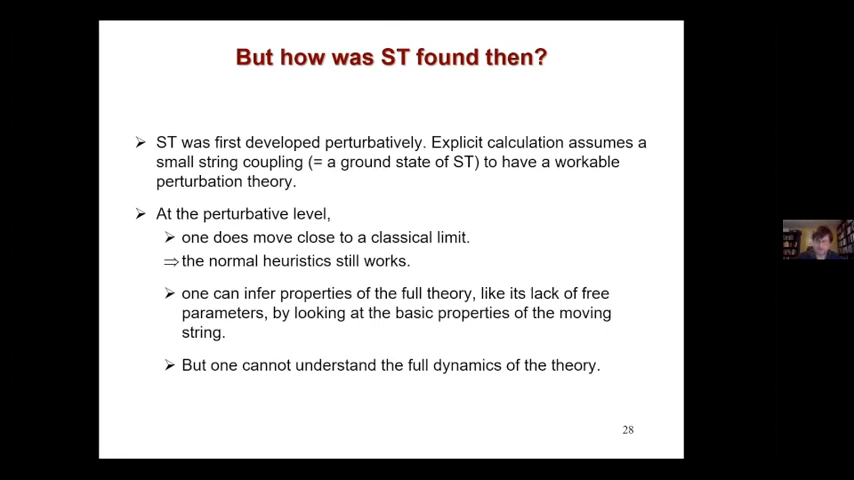 But how was ST found then?
➢ ST was first developed perturbatively. Explicit calculation assumes a
small string coupling (= a ground state of ST) to have a workable
perturbation theory.
➢ At the perturbative level,
➢ one does move close to a classical limit.
⇒ the normal heuristics still works.
➢ one can infer properties of the full theory, like its lack of free
parameters, by looking at the basic properties of the moving
string.
➢ But one cannot understand the full dynamics of the theory.
28